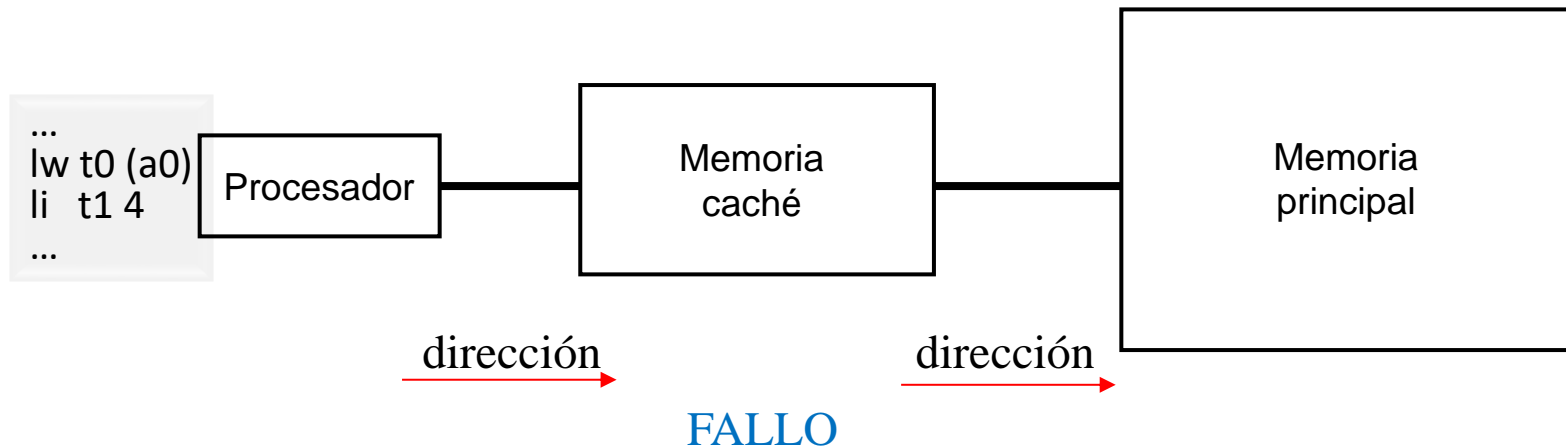 ...
lw t0 (a0)
li t1 4
...
Procesador
Memoria
caché
Memoria
principal
dirección
dirección
FALLO